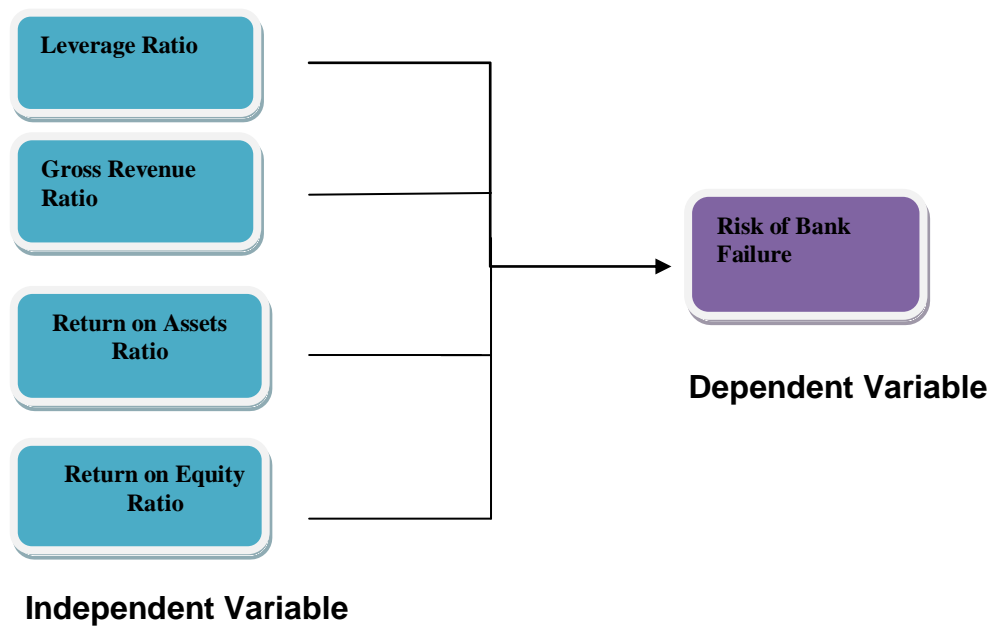 Leverage Ratio
Gross Revenue
Ratio
Return on Assets
Ratio
Return on Equity
Ratio
Independent Variable
Risk of Bank
Failure
Dependent Variable